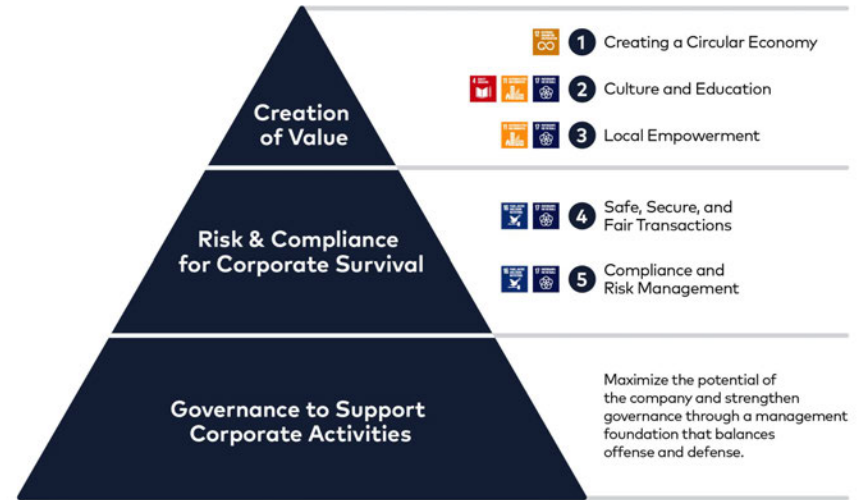 1 Creating a Circular Economy
2 Culture and Education
Creation
of Value
3 Local Empowerment
4 Safe, Secure, and
Fair Transactions
Risk & Compliance
for Corporate Survival
5 Compliance and
Risk Management
Governance to Support
Corporate Activities
Maximize the potential of
the company and strengthen
governance through a management
foundation that balances
offense and defense.